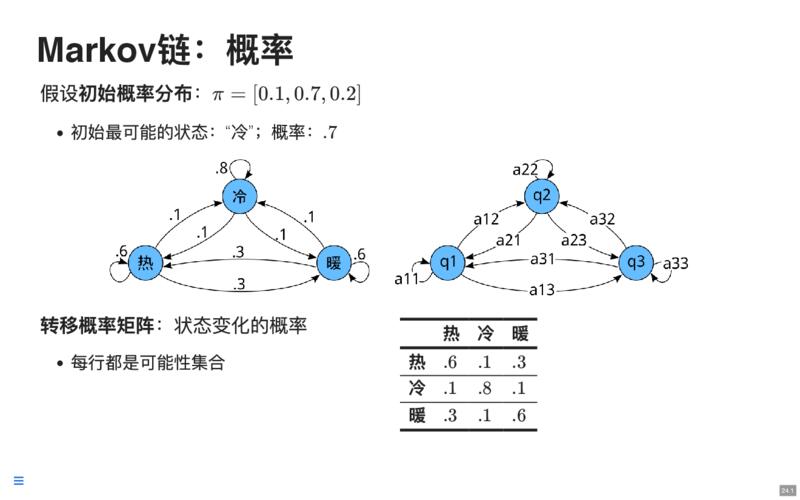 Markov链：概率
假设初始概率分布：π = [0.1, 0.7, 0.2]
• 初始最可能的状态：“冷”；概率：.7
.8
冷
.1
.1
.1
.1
.6
热
.3
暖
.6
.3
a22
q2
a12
a21
a23
a32
q1
a31
q3
a33
a11
a13
转移概率矩阵：状态变化的概率
• 每行都是可能性集合
热 冷 暖
热 .6 .1 .3
冷 .1 .8 .1
暖 .3 .1 .6
24.1